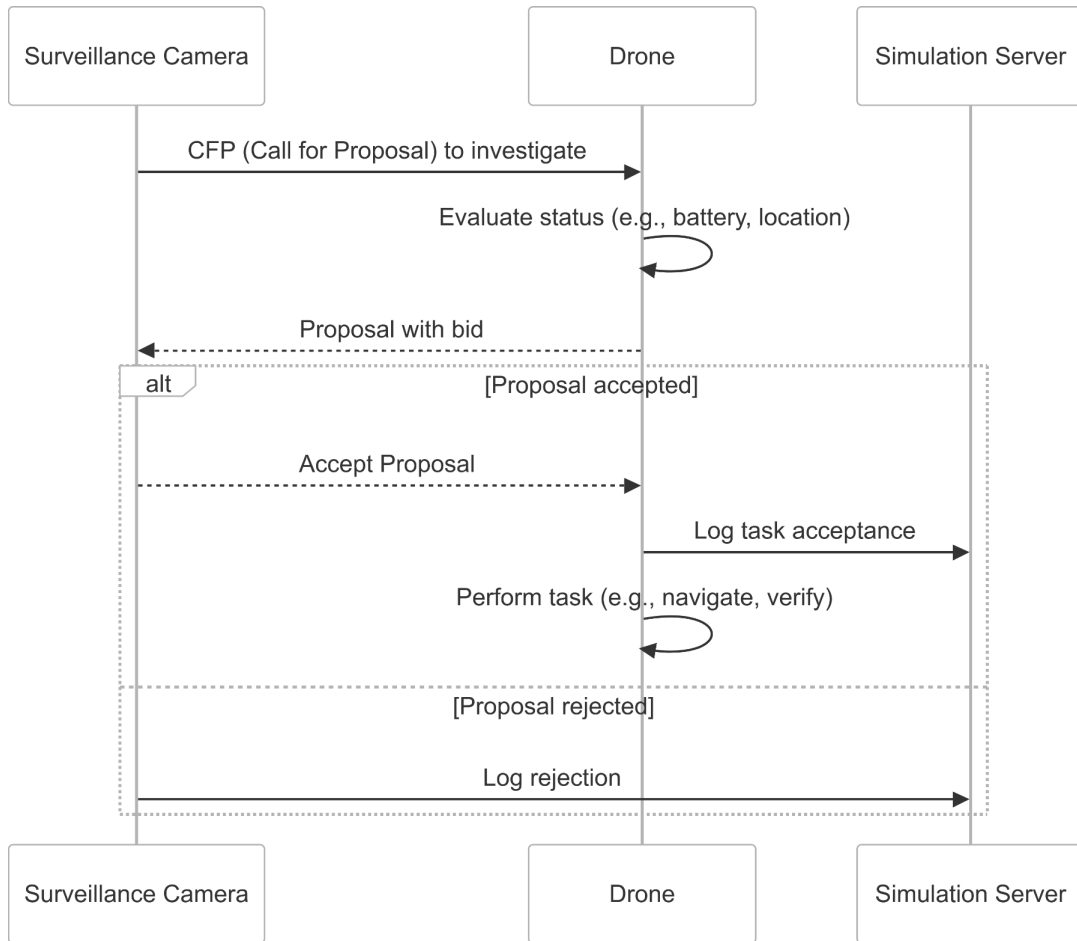 Surveillance Camera
Drone
Simulation Server
CFP (Call for Proposal) to investigate
Evaluate status (e.g., battery, location)
Proposal with bid
alt
[Proposal accepted]
Accept Proposal
Log task acceptance
Perform task (e.g., navigate, verify)
[Proposal rejected]
Log rejection
Surveillance Camera
Drone
Simulation Server